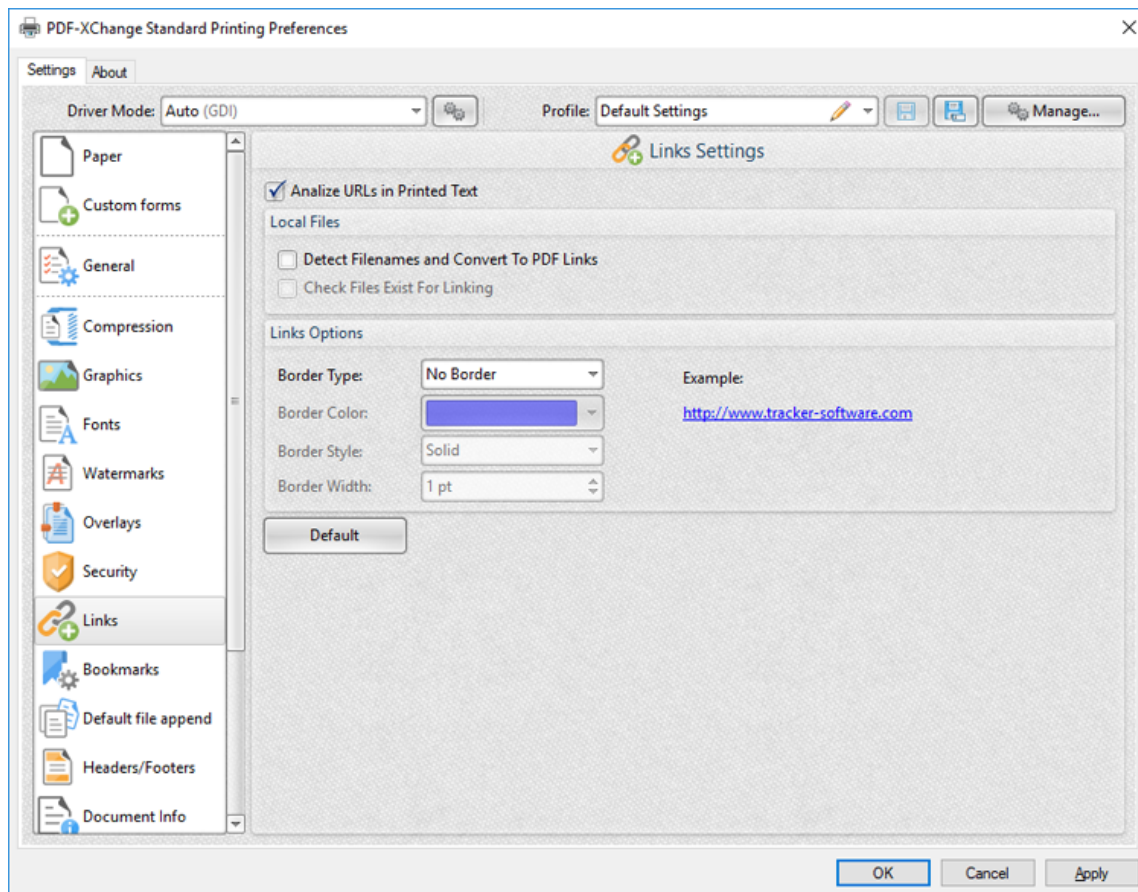 PDF-XChange Standard Printing Preferences
Settings About
Driver Mode: Auto (GDI) Profile: Default Settings Manage...
Paper
Custom forms
General
Compression
Graphics
Fonts
Watermarks
Overlays
Security
Links
Bookmarks
Default file append
Headers/Footers
Document Info
Links Settings
Analize URLs in Printed Text
Local Files
Detect Filenames and Convert To PDF Links
Check Files Exist For Linking
Links Options
Border Type: No Border
Border Color:
Border Style: Solid
Border Width: 1 pt
Example:
http://www.tracker-software.com
Default
OK Cancel Apply